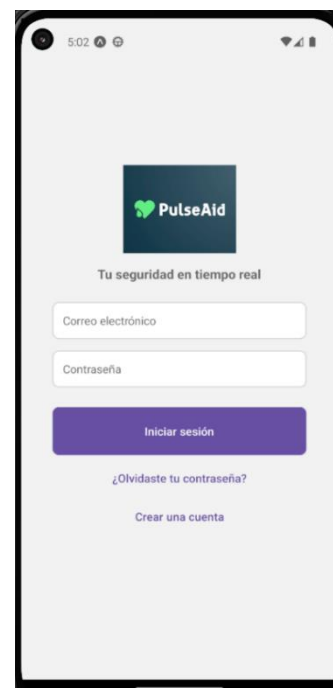 5:02
PulseAid
Tu seguridad en tiempo real
Correo electrónico
Contraseña
Iniciar sesión
¿Olvidaste tu contraseña?
Crear una cuenta